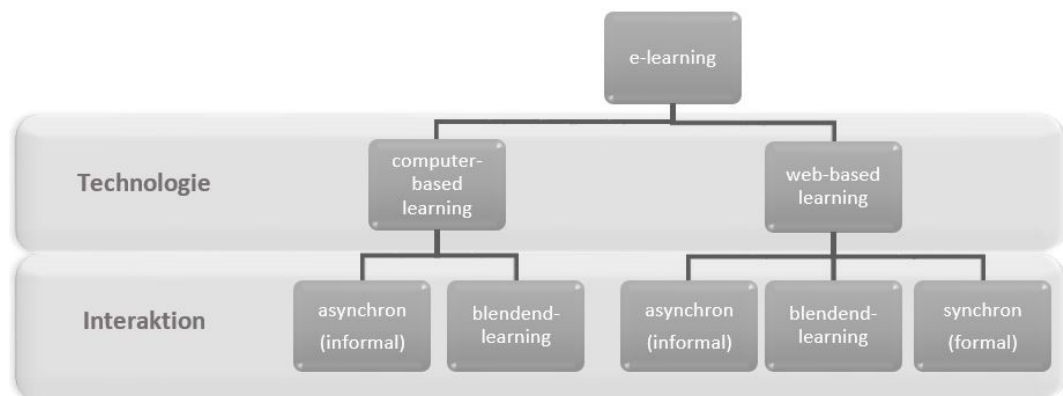 e-learning
Technologie
computer-
based
learning
web-based
learning
Interaktion
asynchron
(informal)
blendend-
learning
asynchron
(informal)
blendend-
learning
synchron
(formal)